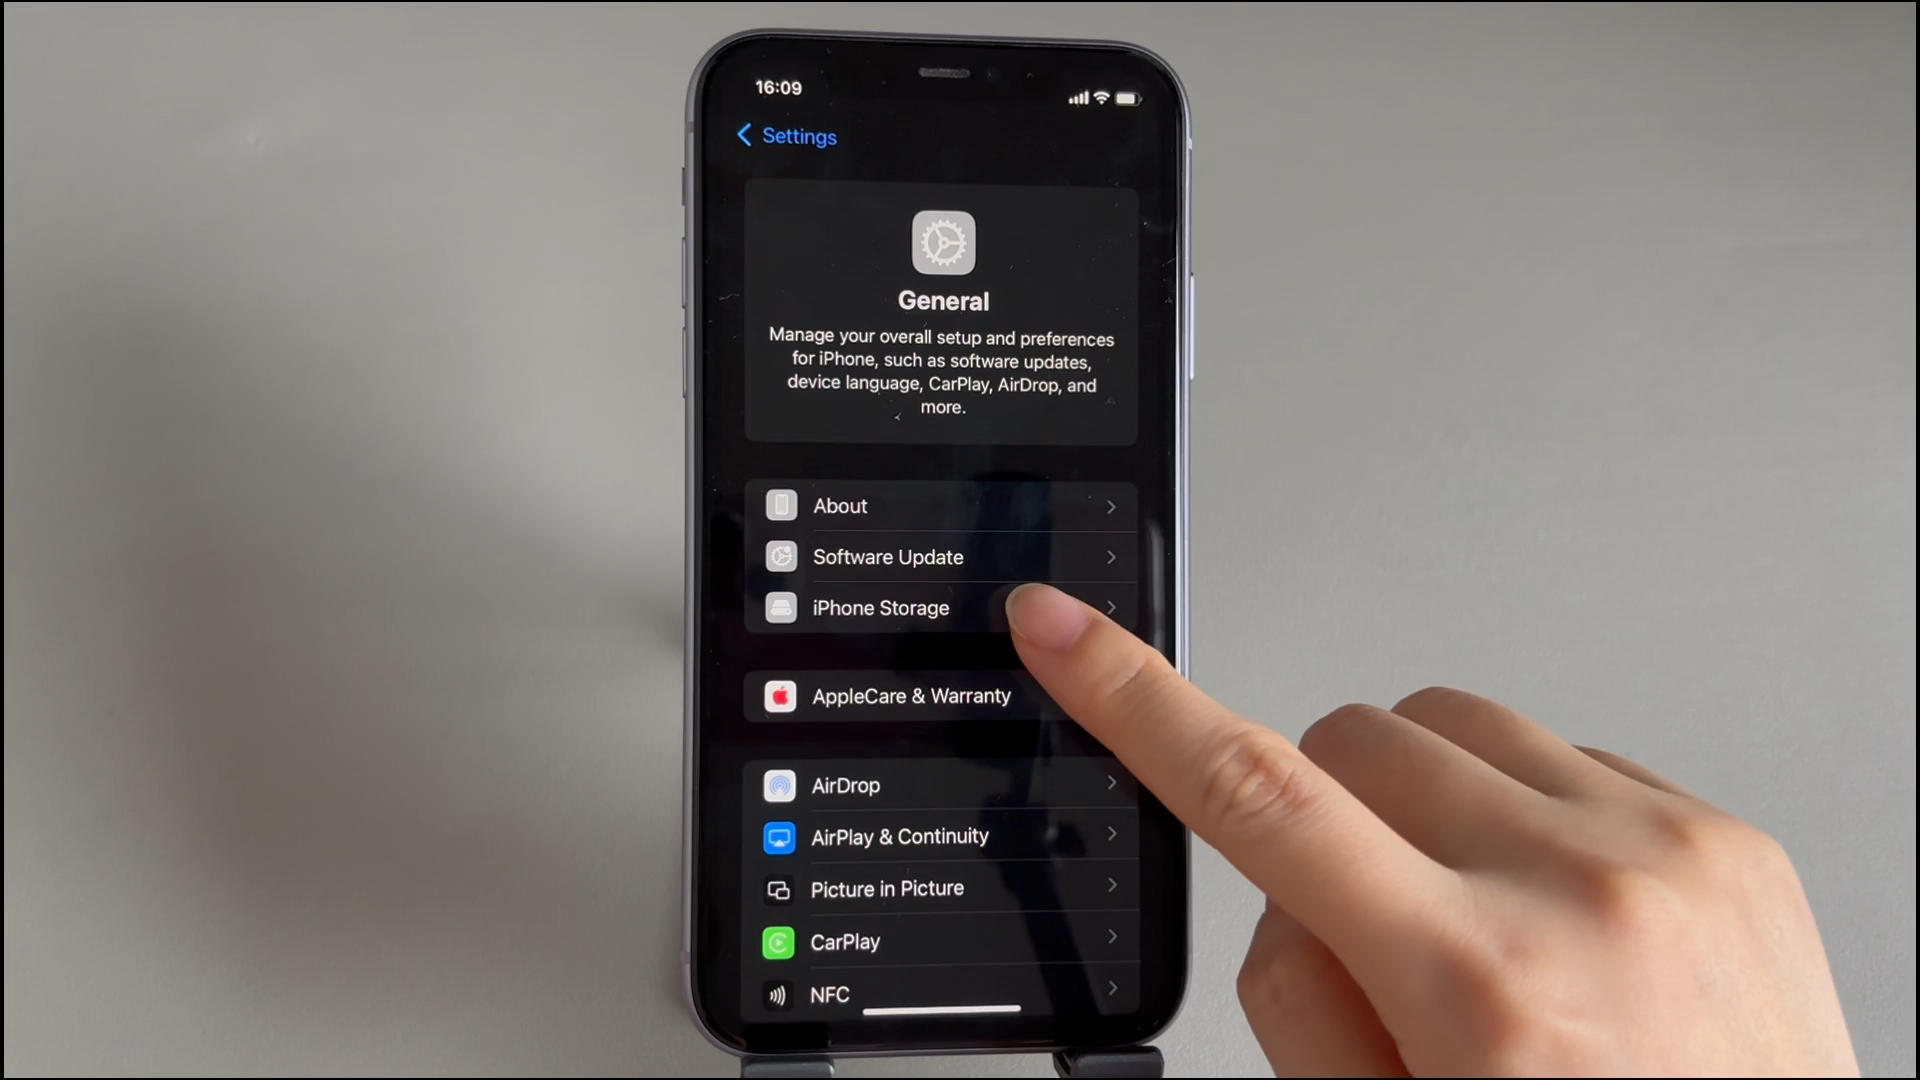 16:09
Settings
General
Manage your overall setup and preferences
for iPhone, such as software updates,
device language, CarPlay, AirDrop, and
more.
About
Software Update
iPhone Storage
AppleCare & Warranty
AirDrop
AirPlay & Continuity
Picture in Picture
CarPlay
NFC